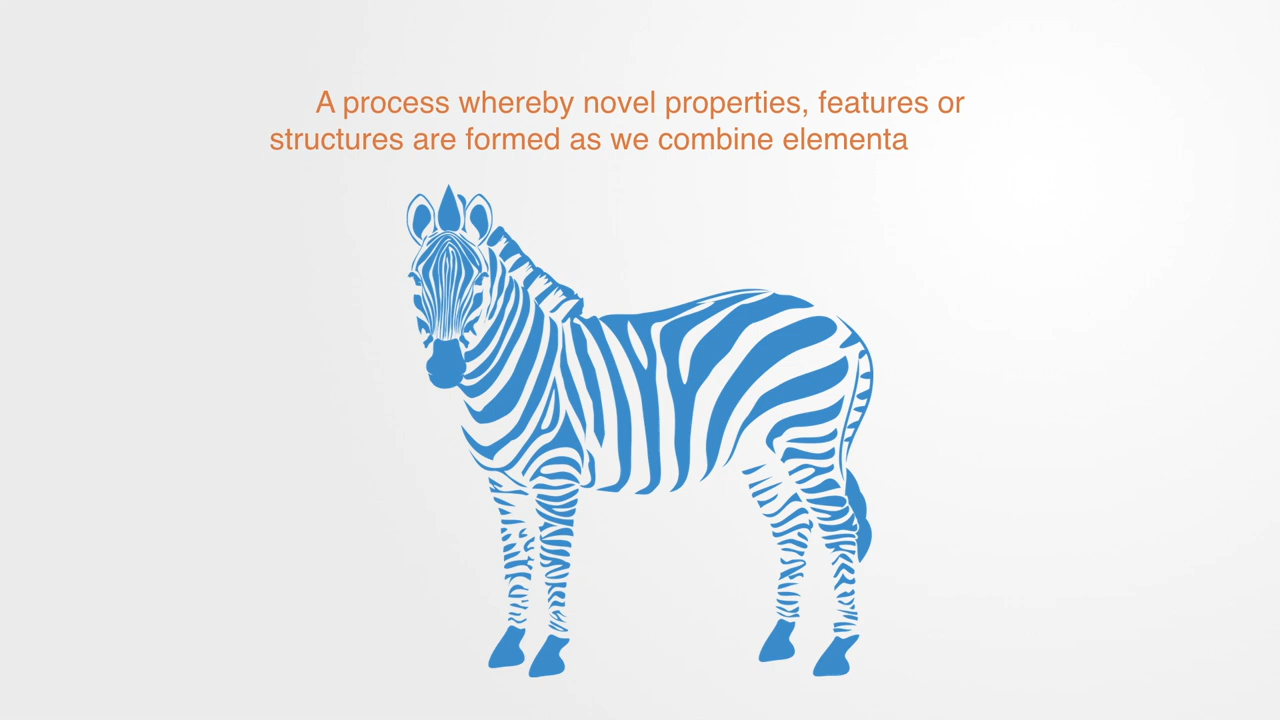 A process whereby novel properties, features or
structures are formed as we combine elementa